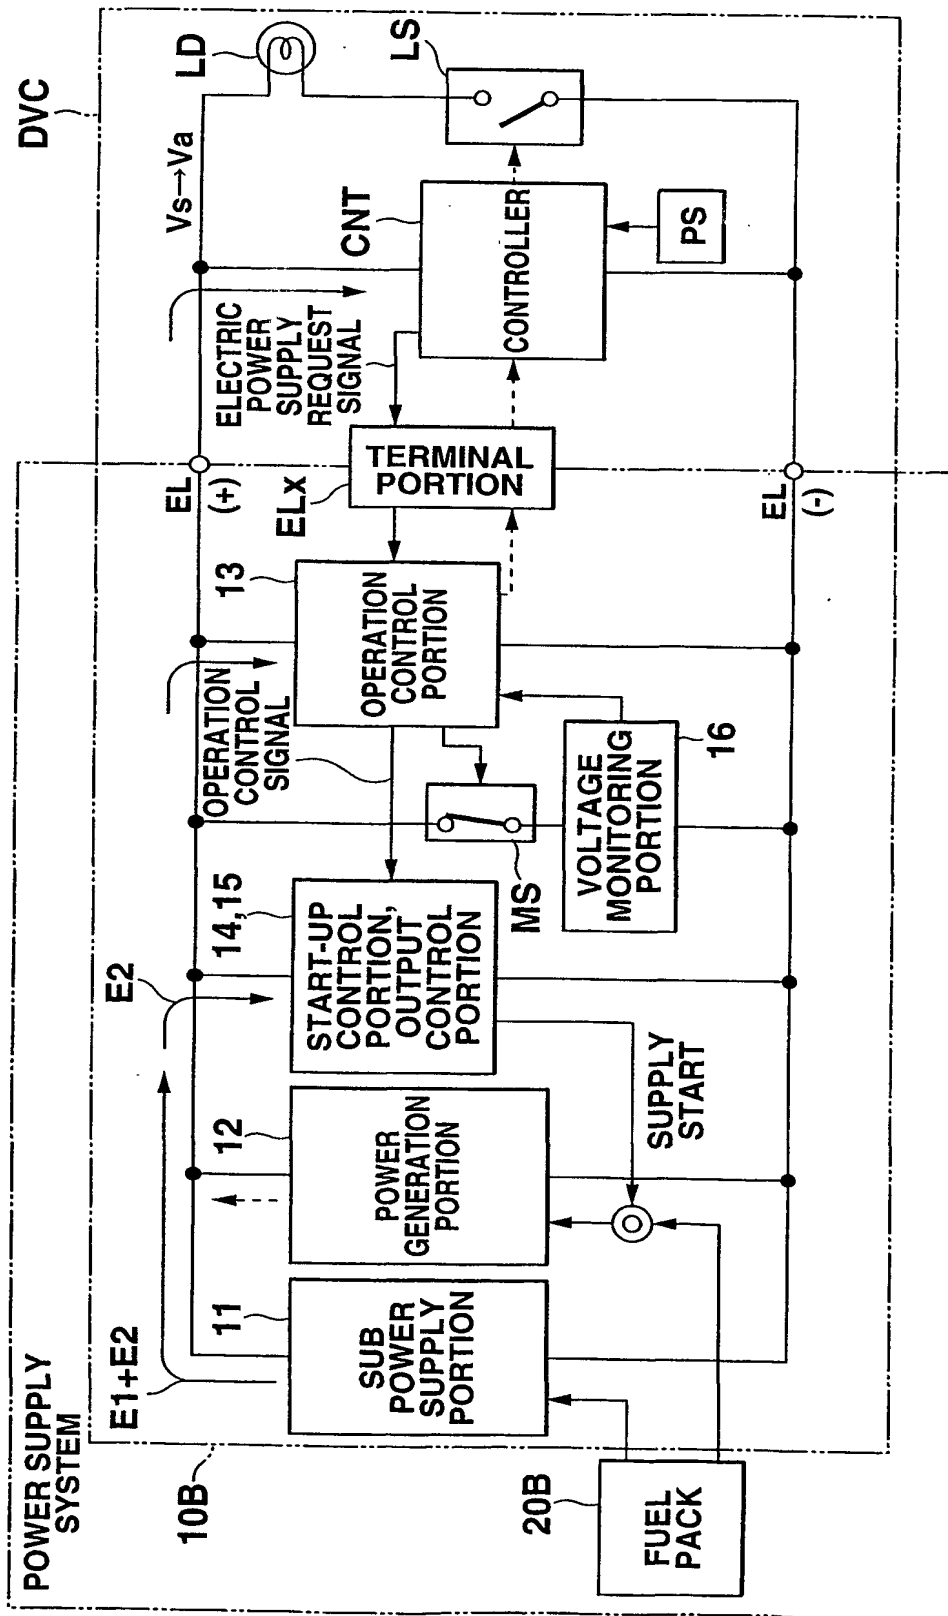 POWER SUPPLY
SYSTEM
DVC
10B
E1+E2
E2
11
SUB
POWER
SUPPLY
PORTION
12
POWER
GENERATION
PORTION
14,15
START-UP
CONTROL
PORTION,
OUTPUT
CONTROL
PORTION
OPERATION
CONTROL
SIGNAL
13
OPERATION
CONTROL
PORTION
EL
(+)
ELx
TERMINAL
PORTION
ELECTRIC
POWER
SUPPLY
REQUEST
SIGNAL
Vs→Va
CNT
CONTROLLER
LD
LS
PS
20B
FUEL
PACK
SUPPLY
START
MS
VOLTAGE
MONITORING
PORTION
16
EL
(-)